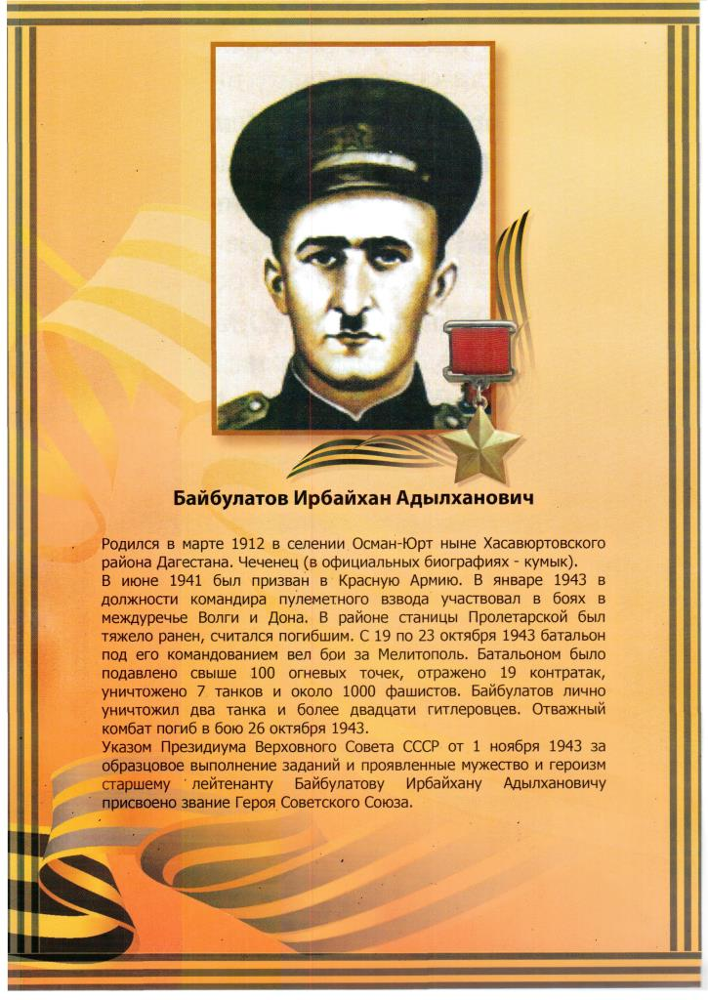 Байбулатов Ирбайхан Адылханович
Родился в марте 1912 в селении Осман-Юрт ныне Хасавюртовского
района Дагестана. Чеченец (в официальных биографиях - кумык).
В июне 1941 был призван в Красную Армию. В январе 1943 в
должности командира пулеметного взвода участвовал в боях в
междуречье Волги и Дона. В районе станицы Пролетарской был
тяжело ранен, считался погибшим. С 19 по 23 октября 1943 батальон
под его командованием вел бои за Мелитополь. Батальоном было
подавлено свыше 100 огневых точек, отражено 19 контратак,
уничтожено 7 танков и около 1000 фашистов. Байбулатов лично
уничтожил два танка и более двадцати гитлеровцев. Отважный
комбат погиб в бою 26 октября 1943.
Указом Президиума Верховного Совета СССР от 1 ноября 1943 за
образцовое выполнение заданий и проявленные мужество и героизм
старшему лейтенанту Байбулатову Ирбайхану Адылхановичу
присвоено звание Героя Советского Союза.